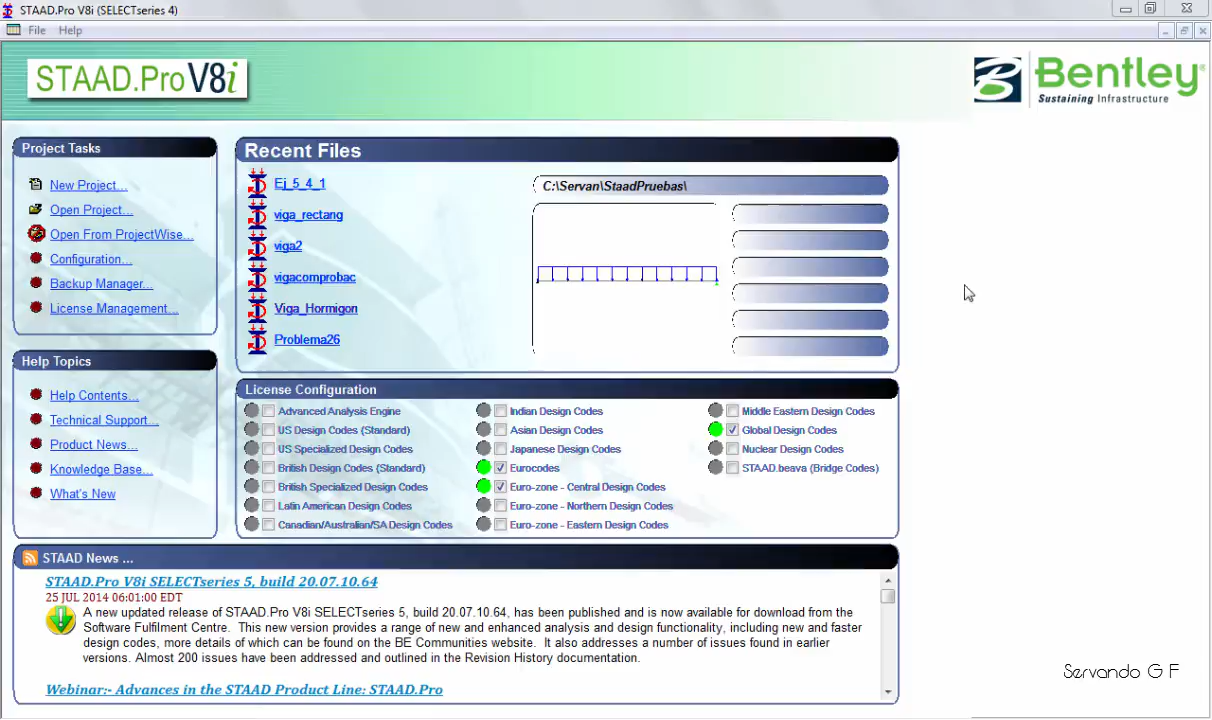 STAAD.Pro V8i (SELECTseries 4)
File Help
STAAD.Pro V8i
Bentley®
Sustaining Infrastructure
Project Tasks
New Project...
Open Project...
Open From ProjectWise...
Configuration...
Backup Manager...
License Management...
Recent Files
Ej_5_4_1
viga_rectang
viga2
vigacomprobac
Viga_Hormigon
Problema26
C:\Servan\StaadPruebas\
Help Topics
Help Contents...
Technical Support...
Product News...
Knowledge Base...
What's New
License Configuration
Advanced Analysis Engine
US Design Codes (Standard)
US Specialized Design Codes
British Design Codes (Standard)
British Specialized Design Codes
Latin American Design Codes
Canadian/Australian/SA Design Codes
Indian Design Codes
Asian Design Codes
Japanese Design Codes
Eurocodes
Euro-zone - Central Design Codes
Euro-zone - Northern Design Codes
Euro-zone - Eastern Design Codes
Middle Eastern Design Codes
Global Design Codes
Nuclear Design Codes
STAAD.beava (Bridge Codes)
STAAD News ...
STAAD.Pro V8i SELECTseries 5, build 20.07.10.64
25 JUL 2014 06:01:00 EDT
A new updated release of STAAD.Pro V8i SELECTseries 5, build 20.07.10.64, has been published and is now available for download from the
Software Fulfilment Centre. This new version provides a range of new and enhanced analysis and design functionality, including new and faster
design codes, more details of which can be found on the BE Communities website. It also addresses a number of issues found in earlier
versions. Almost 200 issues have been addressed and outlined in the Revision History documentation.
Webinar:- Advances in the STAAD Product Line: STAAD.Pro
Servando G F